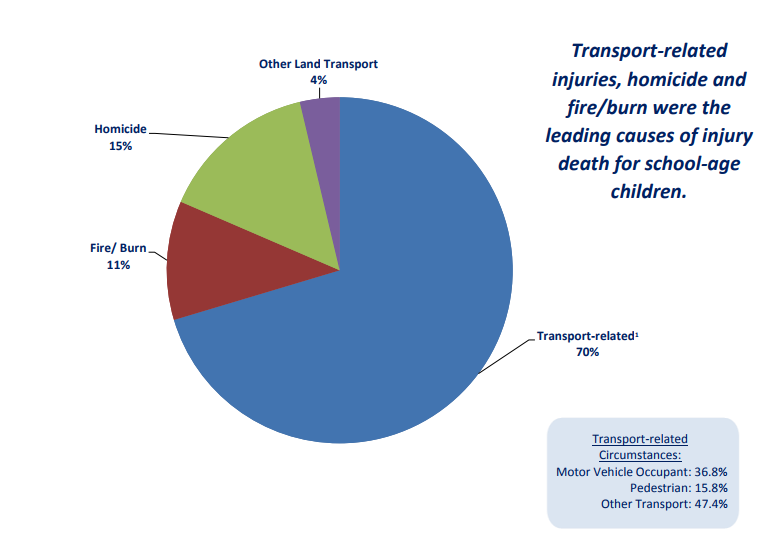 Transport-related
injuries, homicide and
fire/burn were the
leading causes of injury
death for school-age
children.
Other Land Transport
4%
Homicide
15%
Fire/ Burn
11%
Transport-related¹
70%
Transport-related
Circumstances:
Motor Vehicle Occupant: 36.8%
Pedestrian: 15.8%
Other Transport: 47.4%